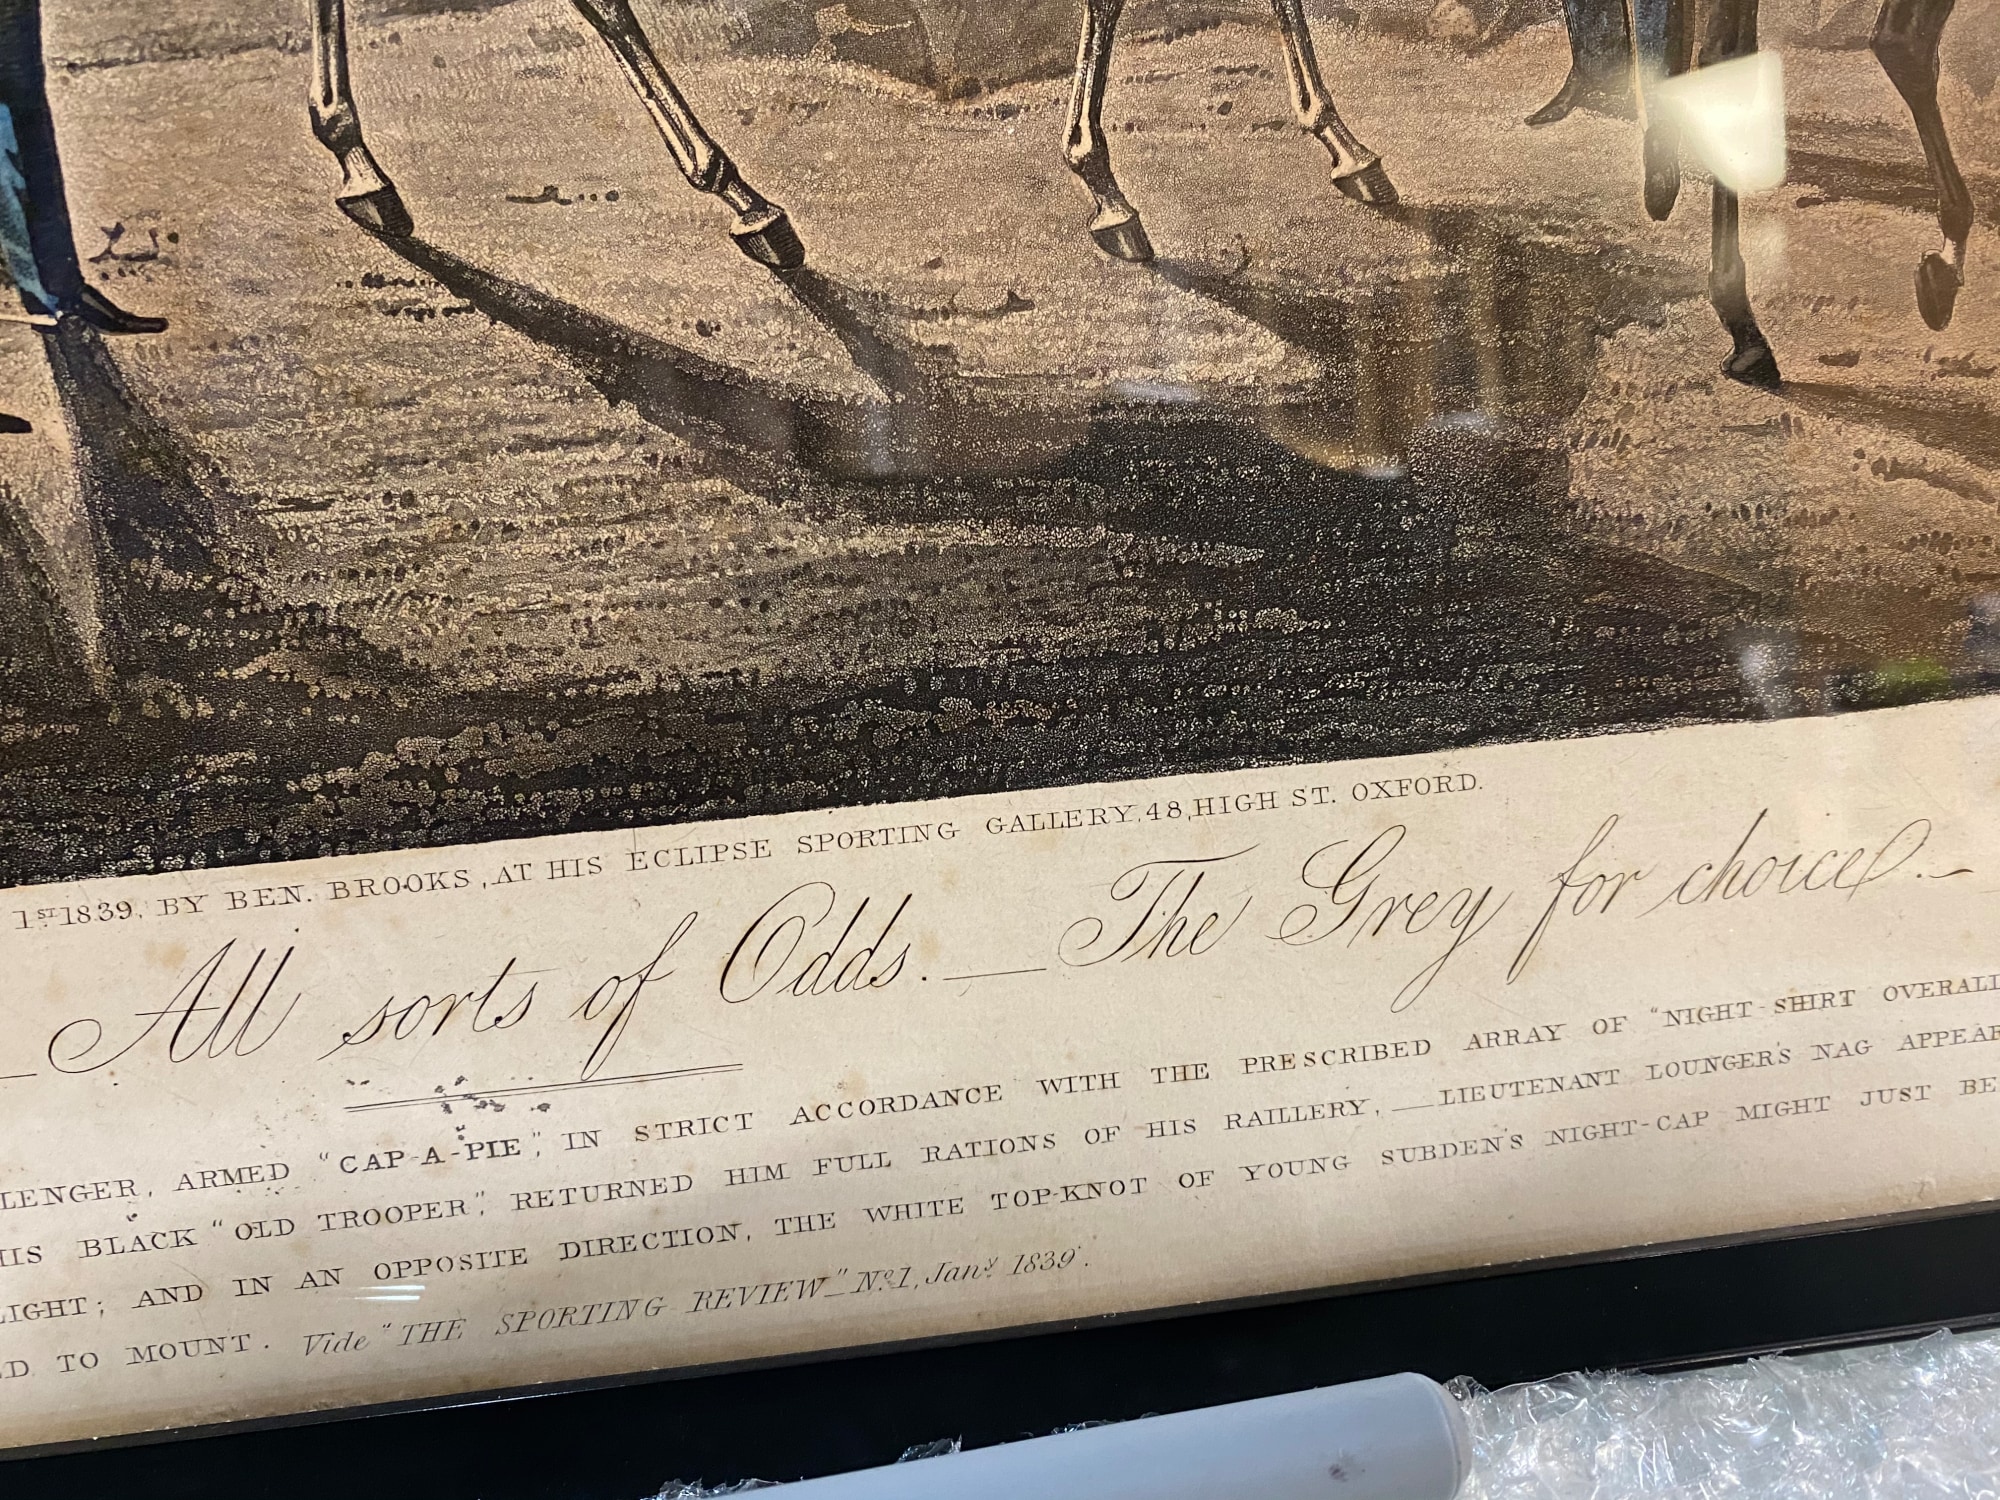 1ST 1839, BY BEN. BROOKS, AT HIS ECLIPSE SPORTING GALLERY, 48, HIGH ST. OXFORD.
— All sorts of Odds. — The Grey for choice. —
LENGER, ARMED "CAP-A-PIE", IN STRICT ACCORDANCE WITH THE PRESCRIBED ARRAY OF "NIGHT-SHIRT OVERALL
HIS BLACK "OLD TROOPER", RETURNED HIM FULL RATIONS OF HIS RAILLERY, — LIEUTENANT LOUNGER'S NAG APPEAR
LIGHT; AND IN AN OPPOSITE DIRECTION, THE WHITE TOP-KNOT OF YOUNG SUBDEN'S NIGHT-CAP MIGHT JUST BE
LD TO MOUNT. Vide "THE SPORTING REVIEW" No. 1, Jany. 1839.